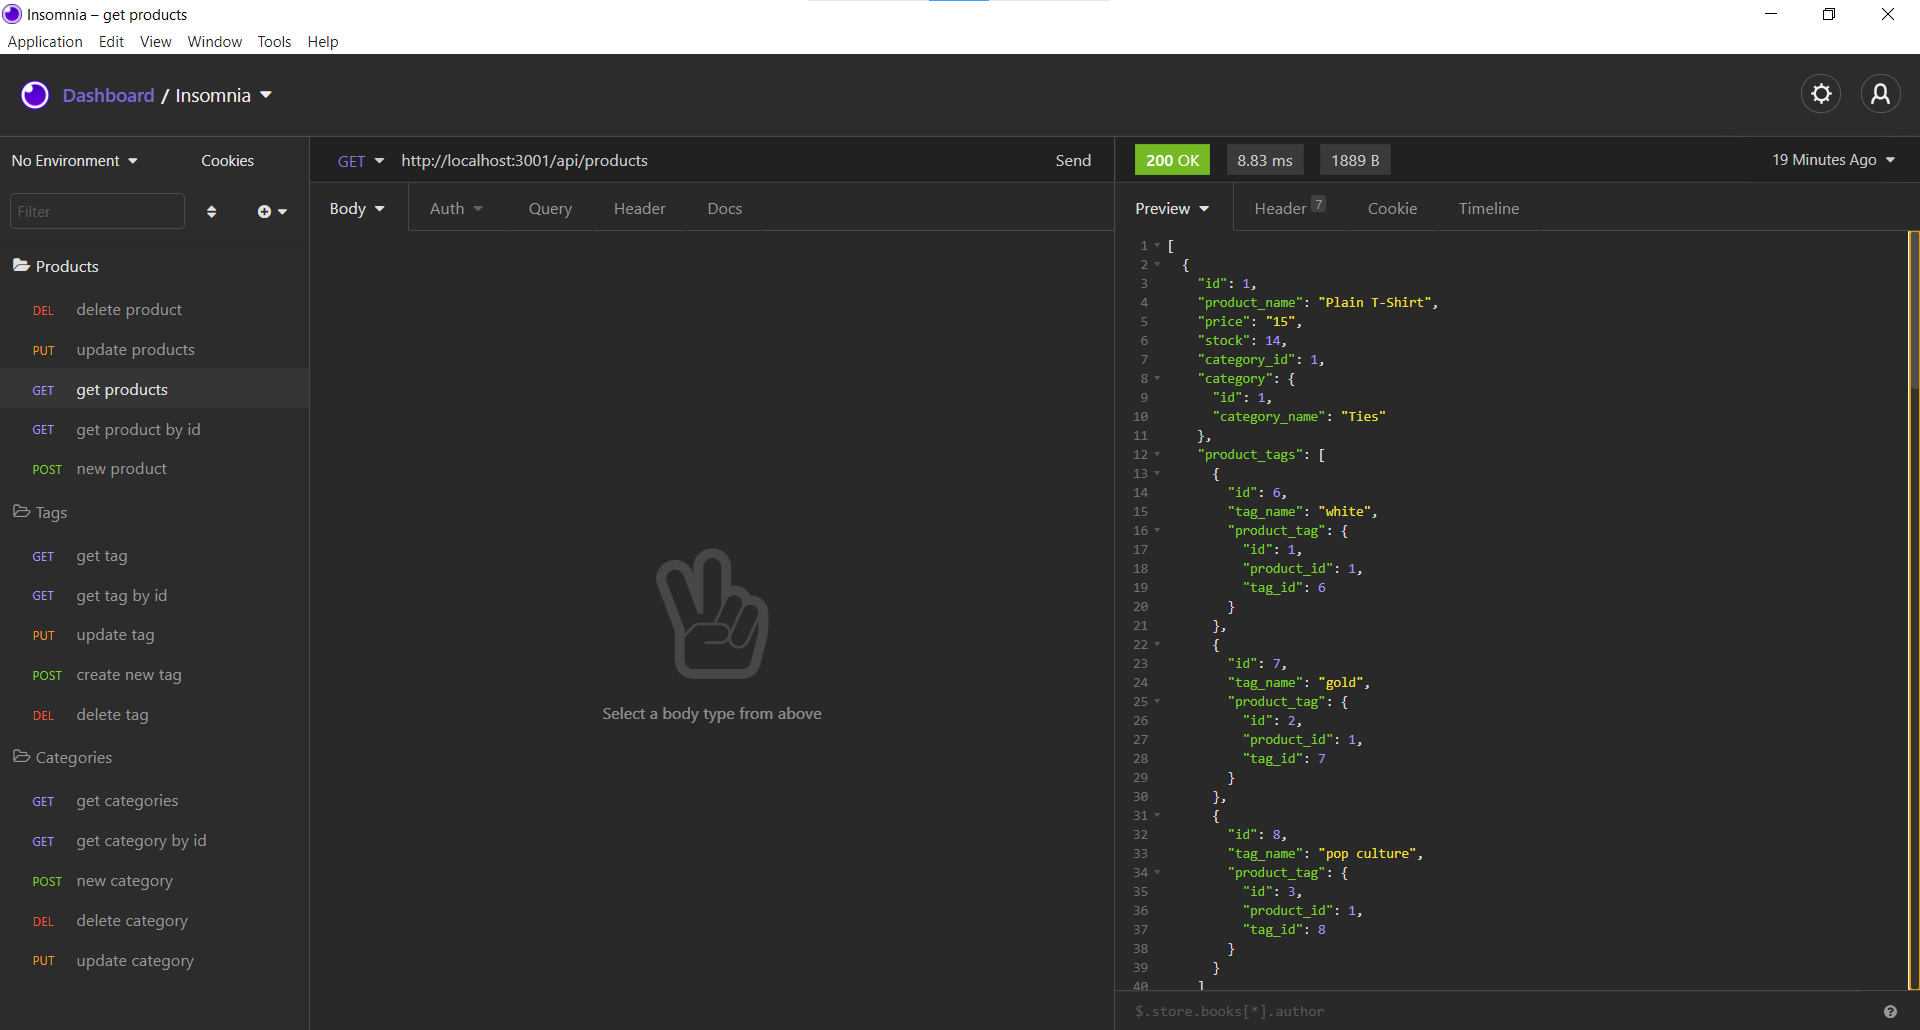 Insomnia – get products
Application Edit View Window Tools Help
Dashboard / Insomnia
No Environment Cookies
Filter
Products
DEL delete product
PUT update products
GET get products
GET get product by id
POST new product
Tags
GET get tag
GET get tag by id
PUT update tag
POST create new tag
DEL delete tag
Categories
GET get categories
GET get category by id
POST new category
DEL delete category
PUT update category
GET http://localhost:3001/api/products Send
Body Auth Query Header Docs
Select a body type from above
200 OK 8.83 ms 1889 B 19 Minutes Ago
Preview Header 7 Cookie Timeline
1 [
2 {
3 "id": 1,
4 "product_name": "Plain T-Shirt",
5 "price": "15",
6 "stock": 14,
7 "category_id": 1,
8 "category": {
9 "id": 1,
10 "category_name": "Ties"
11 },
12 "product_tags": [
13 {
14 "id": 6,
15 "tag_name": "white",
16 "product_tag": {
17 "id": 1,
18 "product_id": 1,
19 "tag_id": 6
20 }
21 },
22 {
23 "id": 7,
24 "tag_name": "gold",
25 "product_tag": {
26 "id": 2,
27 "product_id": 1,
28 "tag_id": 7
29 }
30 },
31 {
32 "id": 8,
33 "tag_name": "pop culture",
34 "product_tag": {
35 "id": 3,
36 "product_id": 1,
37 "tag_id": 8
38 }
39 }
40 ]
$.store.books[*].author